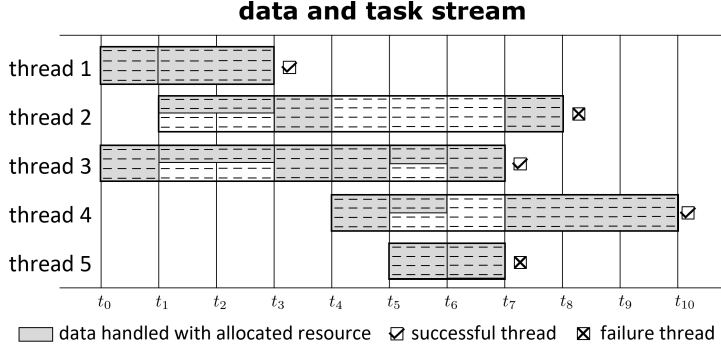 data and task stream
thread 1
thread 2
thread 3
thread 4
thread 5
t0 t1 t2 t3 t4 t5 t6 t7 t8 t9 t10
data handled with allocated resource successful thread failure thread